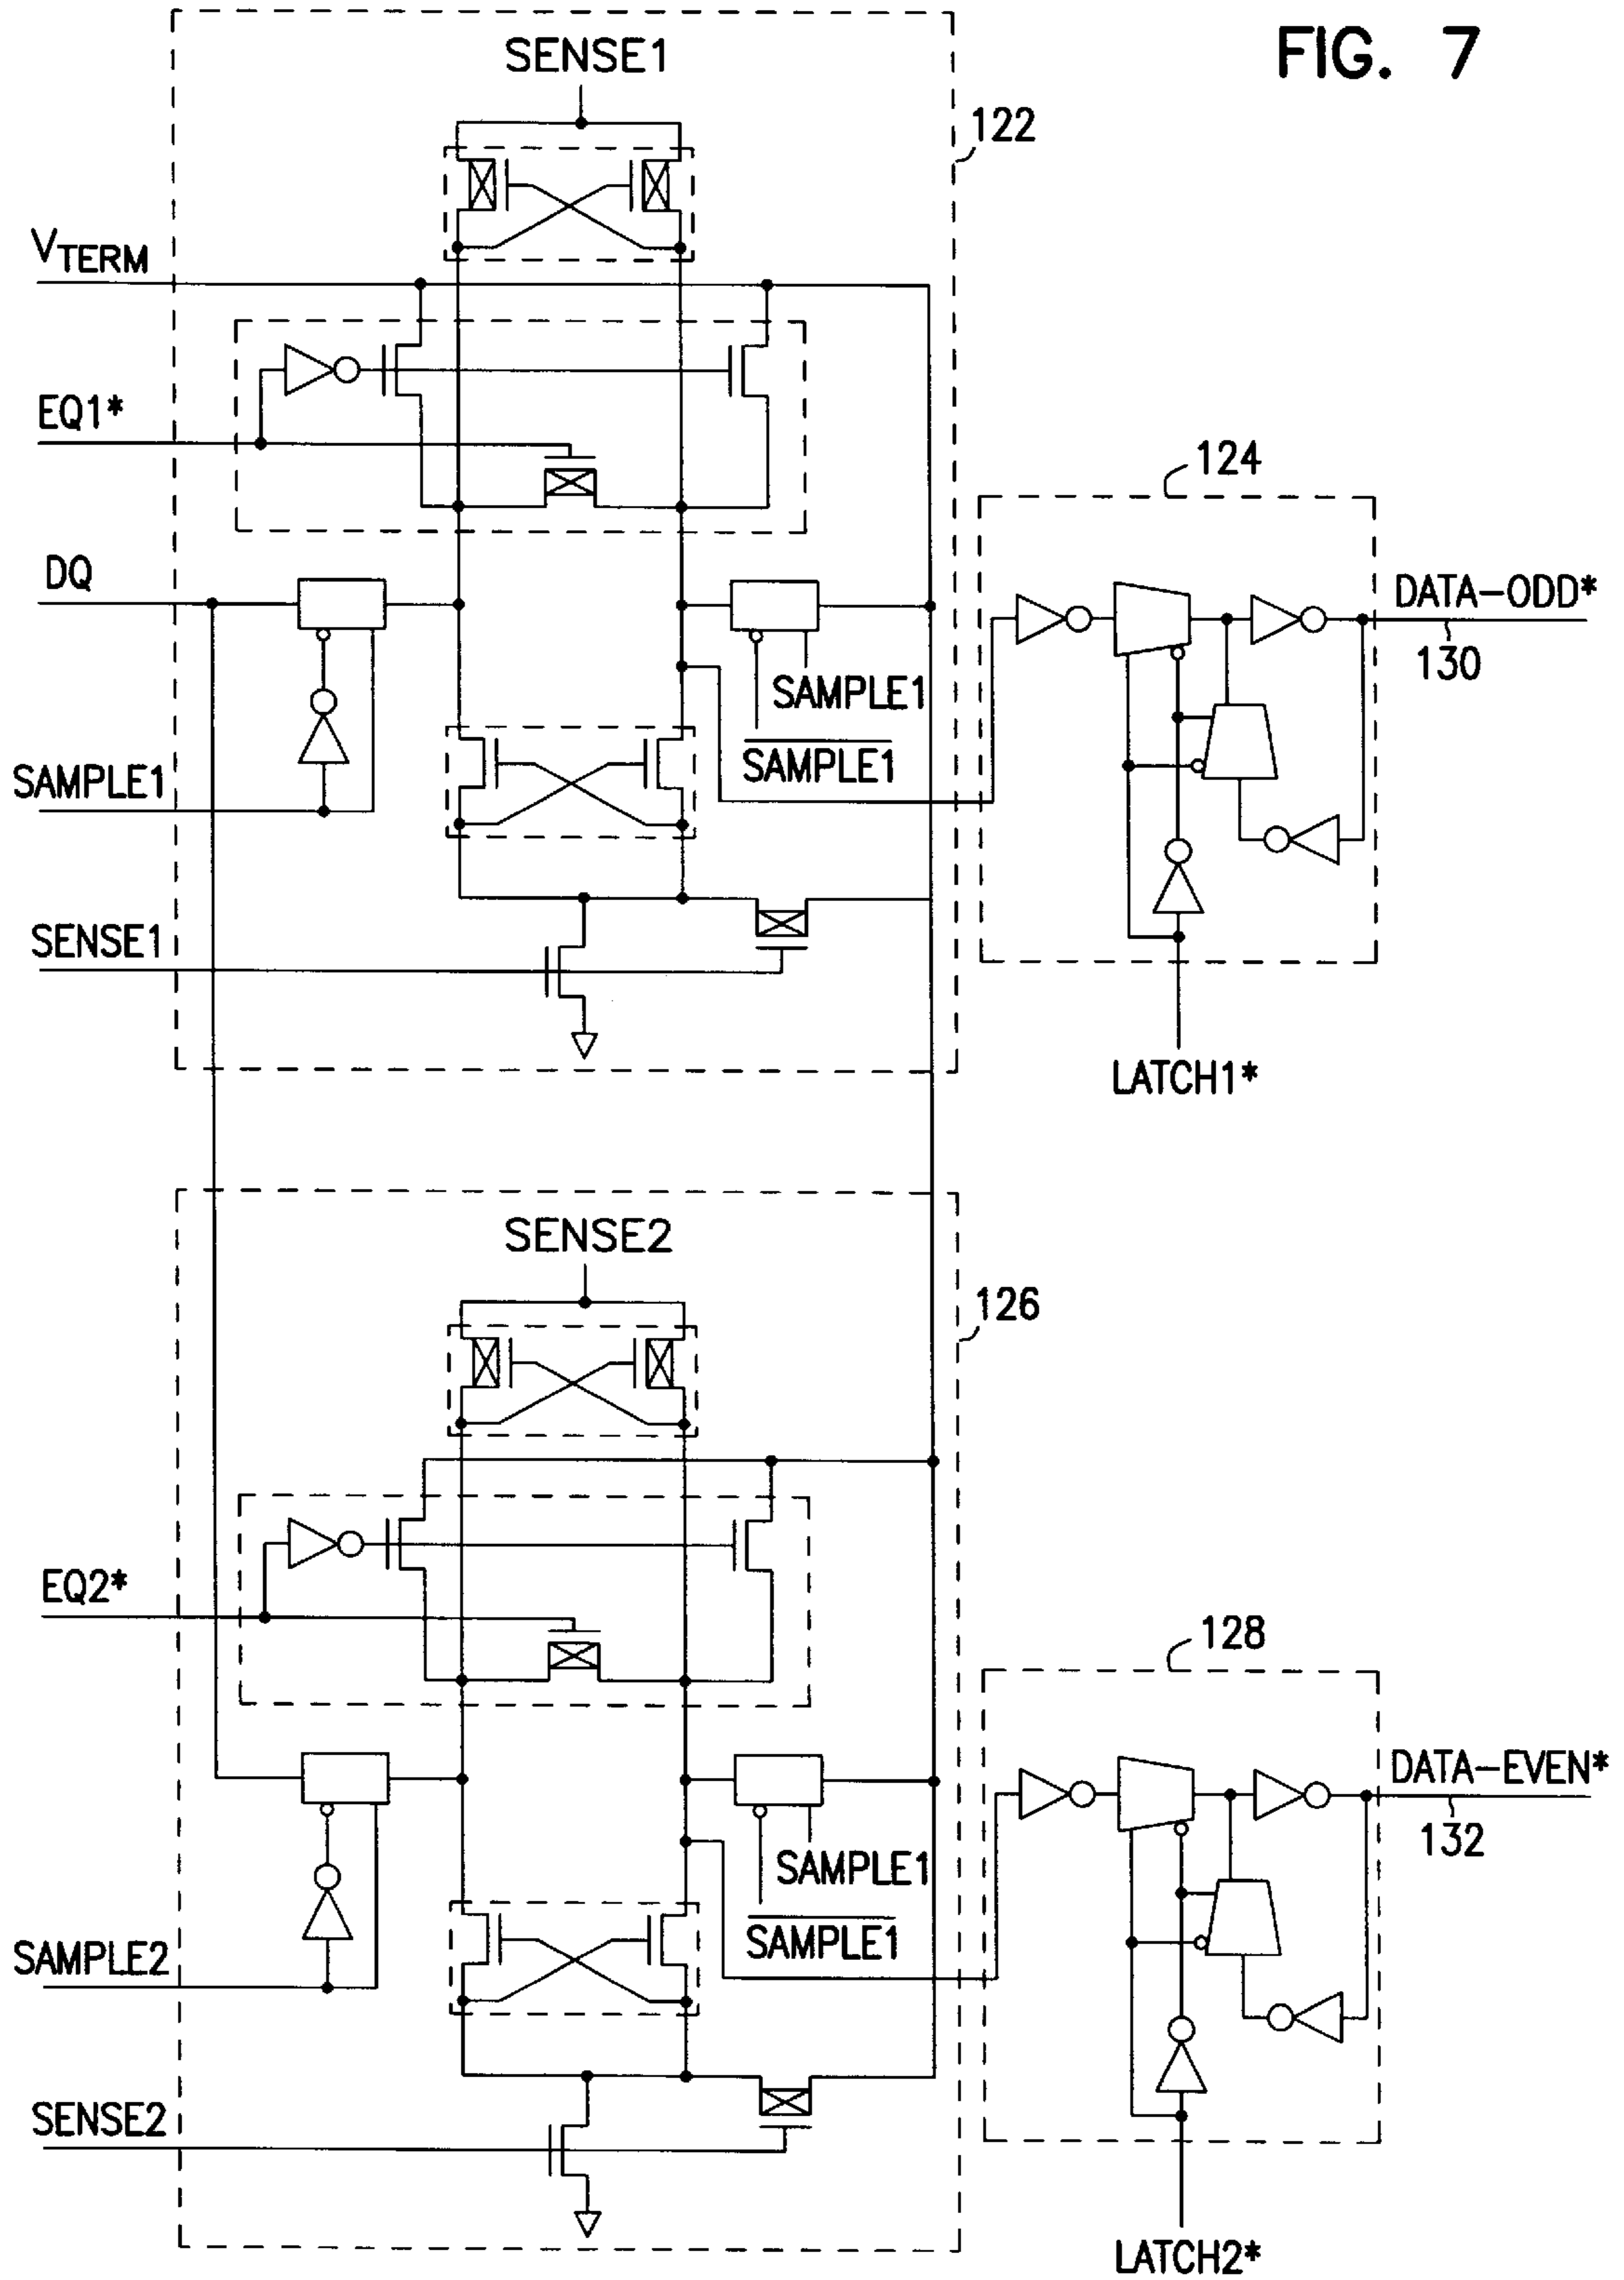 FIG. 7
SENSE1
122
VTERM
EQ1*
124
DQ
DATA-ODD*
130
SAMPLE1
SAMPLE1
SAMPLE1
SENSE1
LATCH1*
SENSE2
126
EQ2*
128
DATA-EVEN*
132
SAMPLE1
SAMPLE1
SAMPLE2
SENSE2
LATCH2*